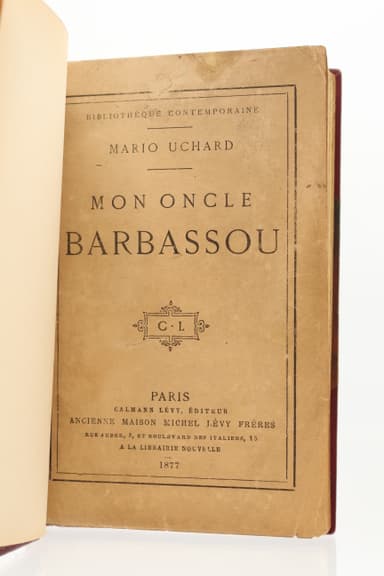 BIBLIOTHÈQUE CONTEMPORAINE
MARIO UCHARD
MON ONCLE
BARBASSOU
C·L
PARIS
CALMANN LÉVY, ÉDITEUR
ANCIENNE MAISON MICHEL LÉVY FRÈRES
RUE AUBER, 3, ET BOULEVARD DES ITALIENS, 15
A LA LIBRAIRIE NOUVELLE
1877